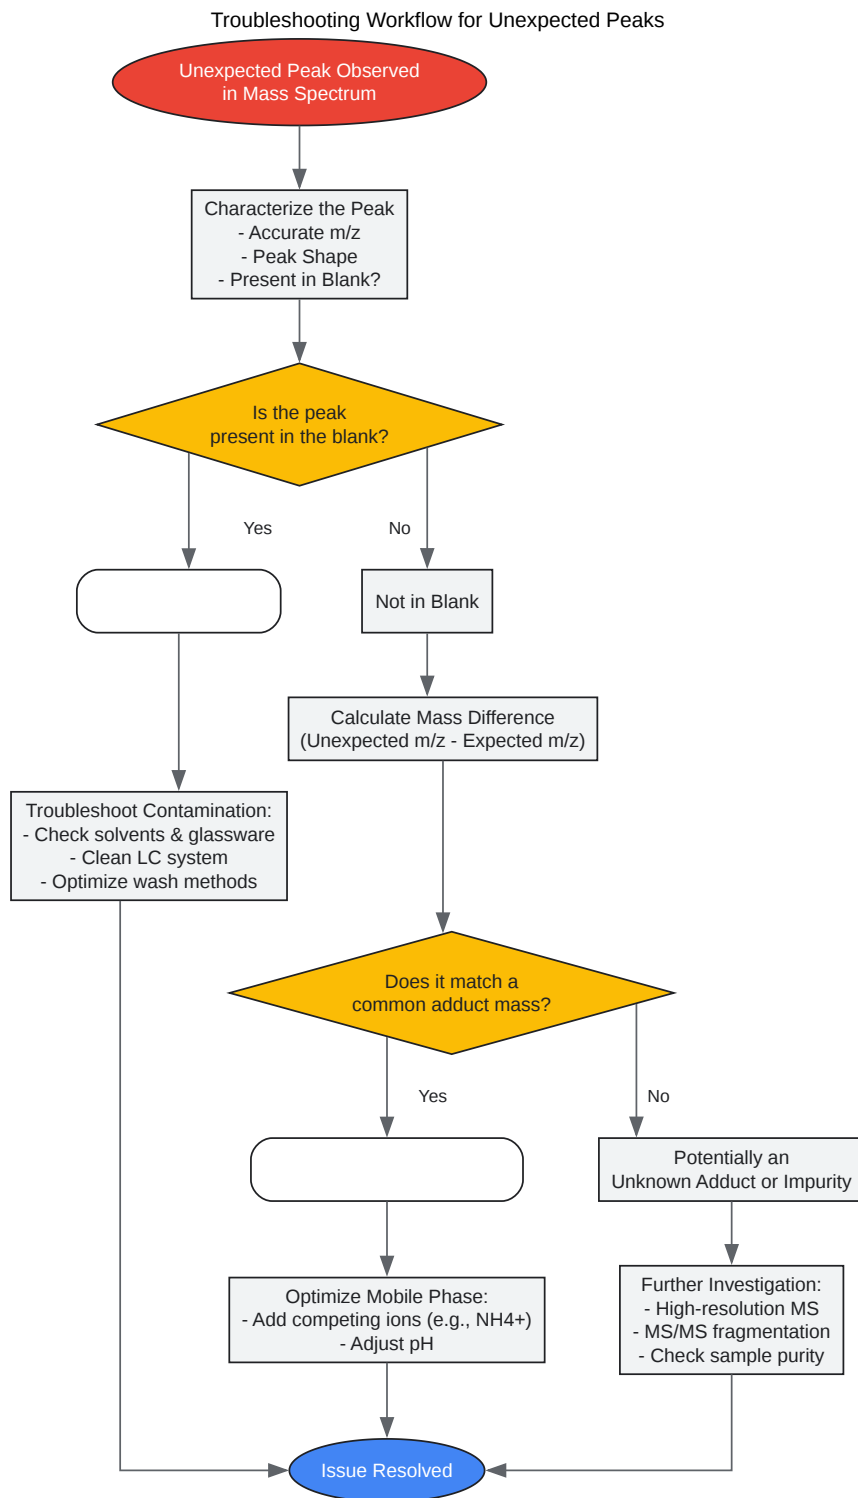 Troubleshooting Workflow for Unexpected Peaks
Unexpected Peak Observed
in Mass Spectrum
Characterize the Peak
- Accurate m/z
- Peak Shape
- Present in Blank?
Is the peak
present in the blank?
Yes
No
Not in Blank
Calculate Mass Difference
(Unexpected m/z - Expected m/z)
Troubleshoot Contamination:
- Check solvents & glassware
- Clean LC system
- Optimize wash methods
Does it match a
common adduct mass?
Yes
No
Potentially an
Unknown Adduct or Impurity
Optimize Mobile Phase:
- Add competing ions (e.g., NH4+)
- Adjust pH
Further Investigation:
- High-resolution MS
- MS/MS fragmentation
- Check sample purity
Issue Resolved